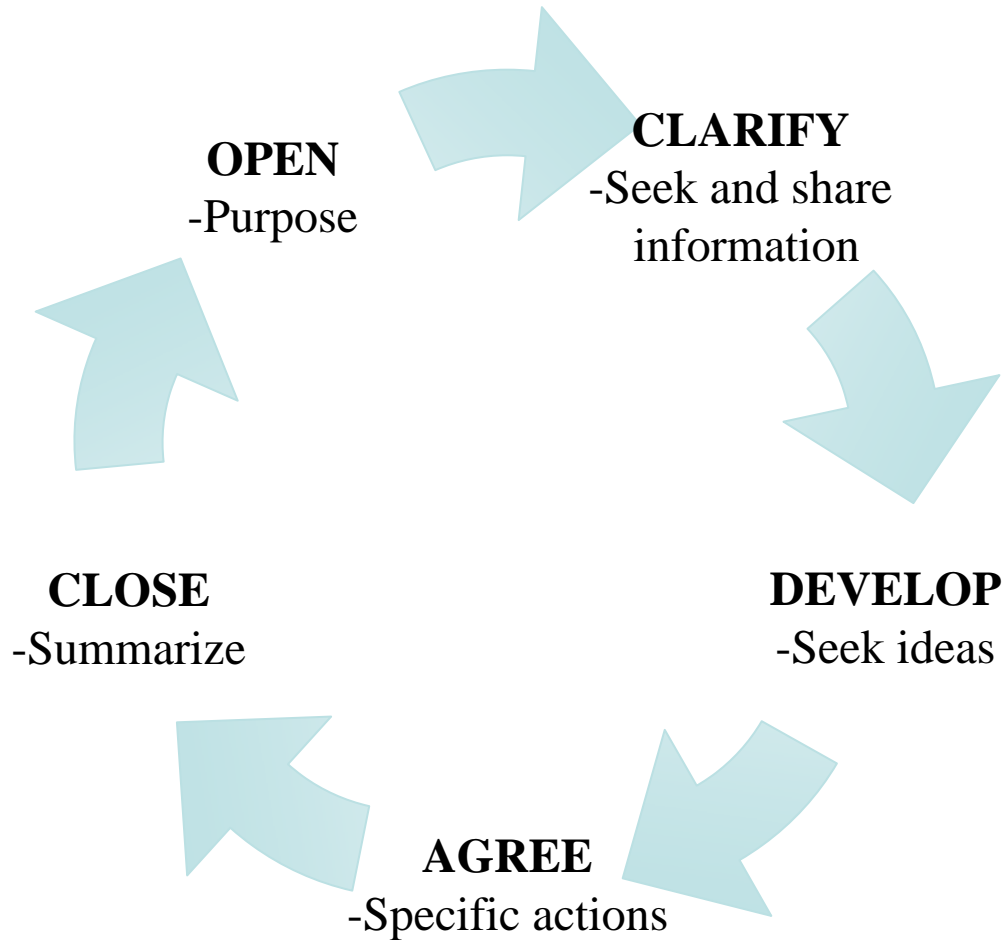 OPEN
-Purpose
CLARIFY
-Seek and share
information
DEVELOP
-Seek ideas
AGREE
-Specific actions
CLOSE
-Summarize